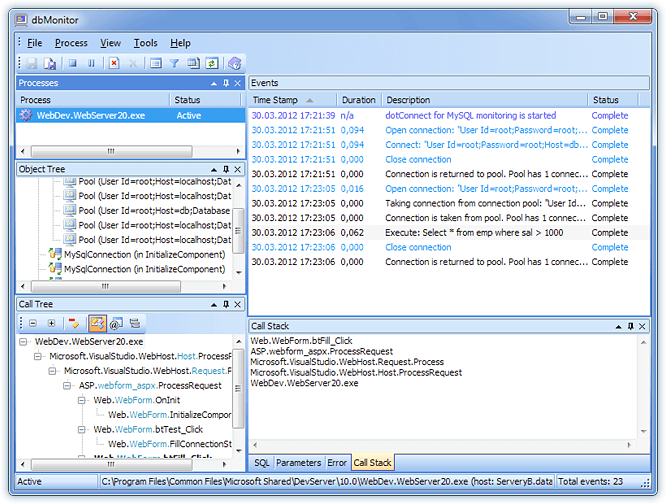 dbMonitor
File Process View Tools Help
Processes
Process Status
WebDev.WebServer20.exe Active
Object Tree
Pool (User Id=root;Host=localhost;Dat
Pool (User Id=root;Host=localhost;Dat
Pool (User Id=root;Host=db;Database
Pool (User Id=root;Host=localhost;Dat
Pool (User Id=root;Host=localhost;Dat
MySqlConnection (in InitializeComponent)
MySqlConnection (in InitializeComponent)
Call Tree
WebDev.WebServer20.exe
Microsoft.VisualStudio.WebHost.Host.ProcessR
Microsoft.VisualStudio.WebHost.Request.P
ASP.webform_aspx.ProcessRequest
Web.WebForm.OnInit
Web.WebForm.InitializeCompor
Web.WebForm.btTest_Click
Web.WebForm.FillConnectionSt
Web.WebForm.btFill_Click
Events
Time Stamp Duration Description Status
30.03.2012 17:21:39 n/a dotConnect for MySQL monitoring is started Complete
30.03.2012 17:21:51 0,094 Open connection: "User Id=root;Password=root;... Complete
30.03.2012 17:21:51 0,094 Connect: "User Id=root;Password=root;Host=db... Complete
30.03.2012 17:21:51 0,000 Close connection Complete
30.03.2012 17:21:51 0,000 Connection is returned to pool. Pool has 1 connec... Complete
30.03.2012 17:23:05 0,016 Open connection: "User Id=root;Password=root;... Complete
30.03.2012 17:23:05 0,000 Taking connection from connection pool: "User Id... Complete
30.03.2012 17:23:05 0,000 Connection is taken from pool. Pool has 1 connec... Complete
30.03.2012 17:23:06 0,062 Execute: Select * from emp where sal > 1000 Complete
30.03.2012 17:23:06 0,000 Close connection Complete
30.03.2012 17:23:06 0,000 Connection is returned to pool. Pool has 1 connec... Complete
Call Stack
Web.WebForm.btFill_Click
ASP.webform_aspx.ProcessRequest
Microsoft.VisualStudio.WebHost.Request.Process
Microsoft.VisualStudio.WebHost.Host.ProcessRequest
WebDev.WebServer20.exe
SQL Parameters Error Call Stack
Active C:\Program Files\Common Files\Microsoft Shared\DevServer\10.0\WebDev.WebServer20.exe (host: ServeryB.data Total events: 23